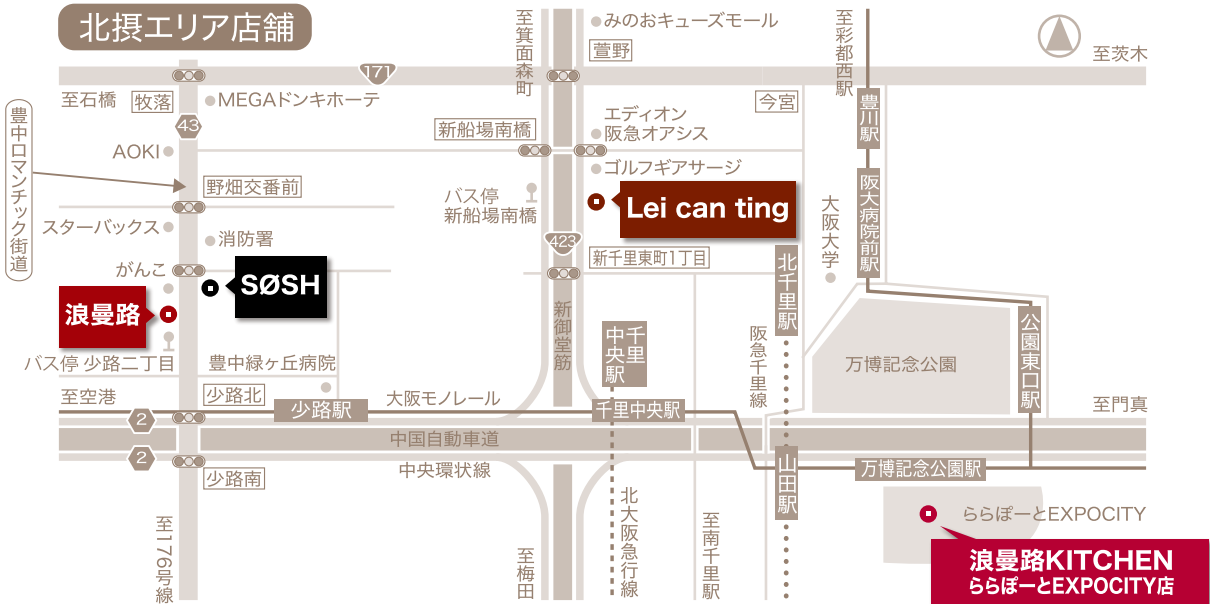 北摂エリア店舗
至箕面森町
みのおキューズモール
萱野
至彩都西駅
至茨木
171
至石橋
牧落
MEGAドンキホーテ
今宮
豊川駅
豊中ロマンチック街道
43
新船場南橋
エディオン
阪急オアシス
AOKI
ゴルフギアサージ
野畑交番前
バス停
新船場南橋
Lei can ting
阪大病院前駅
大阪大学
スターバックス
消防署
423
新千里東町1丁目
北千里駅
がんこ
SØSH
浪曼路
新御堂筋
千里中央駅
阪急千里線
公園東口駅
万博記念公園
バス停 少路二丁目
豊中緑ヶ丘病院
至空港
少路北
少路駅
大阪モノレール
千里中央駅
至門真
2
中国自動車道
2
中央環状線
山田駅
万博記念公園駅
少路南
北大阪急行線
至176号線
至梅田
至南千里駅
ららぽーとEXPOCITY
浪曼路KITCHEN
ららぽーとEXPOCITY店